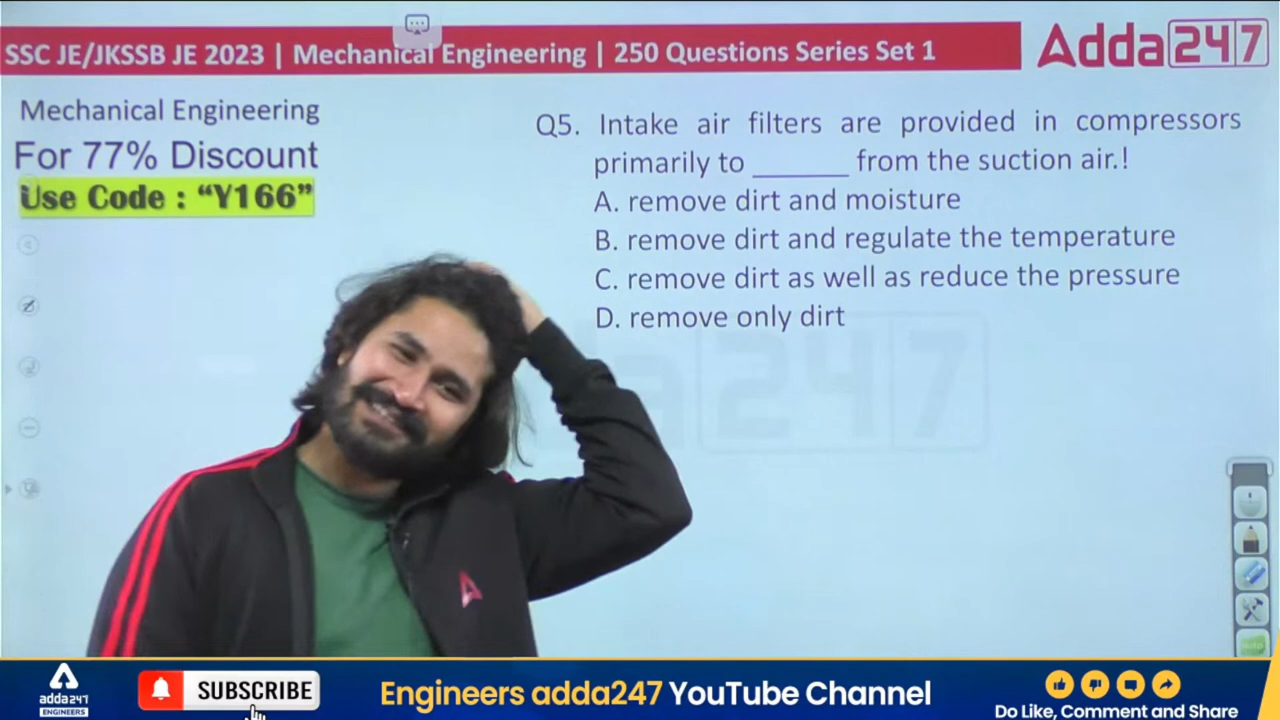 SSC JE/JKSSB JE 2023 | Mechanical Engineering | 250 Questions Series Set 1
Adda247
Mechanical Engineering
For 77% Discount
Use Code : “Y166”
Q5. Intake air filters are provided in compressors
primarily to ______ from the suction air.!
A. remove dirt and moisture
B. remove dirt and regulate the temperature
C. remove dirt as well as reduce the pressure
D. remove only dirt
a 247
adda247
ENGINEERS
SUBSCRIBE
Engineers adda247 YouTube Channel
Do Like, Comment and Share